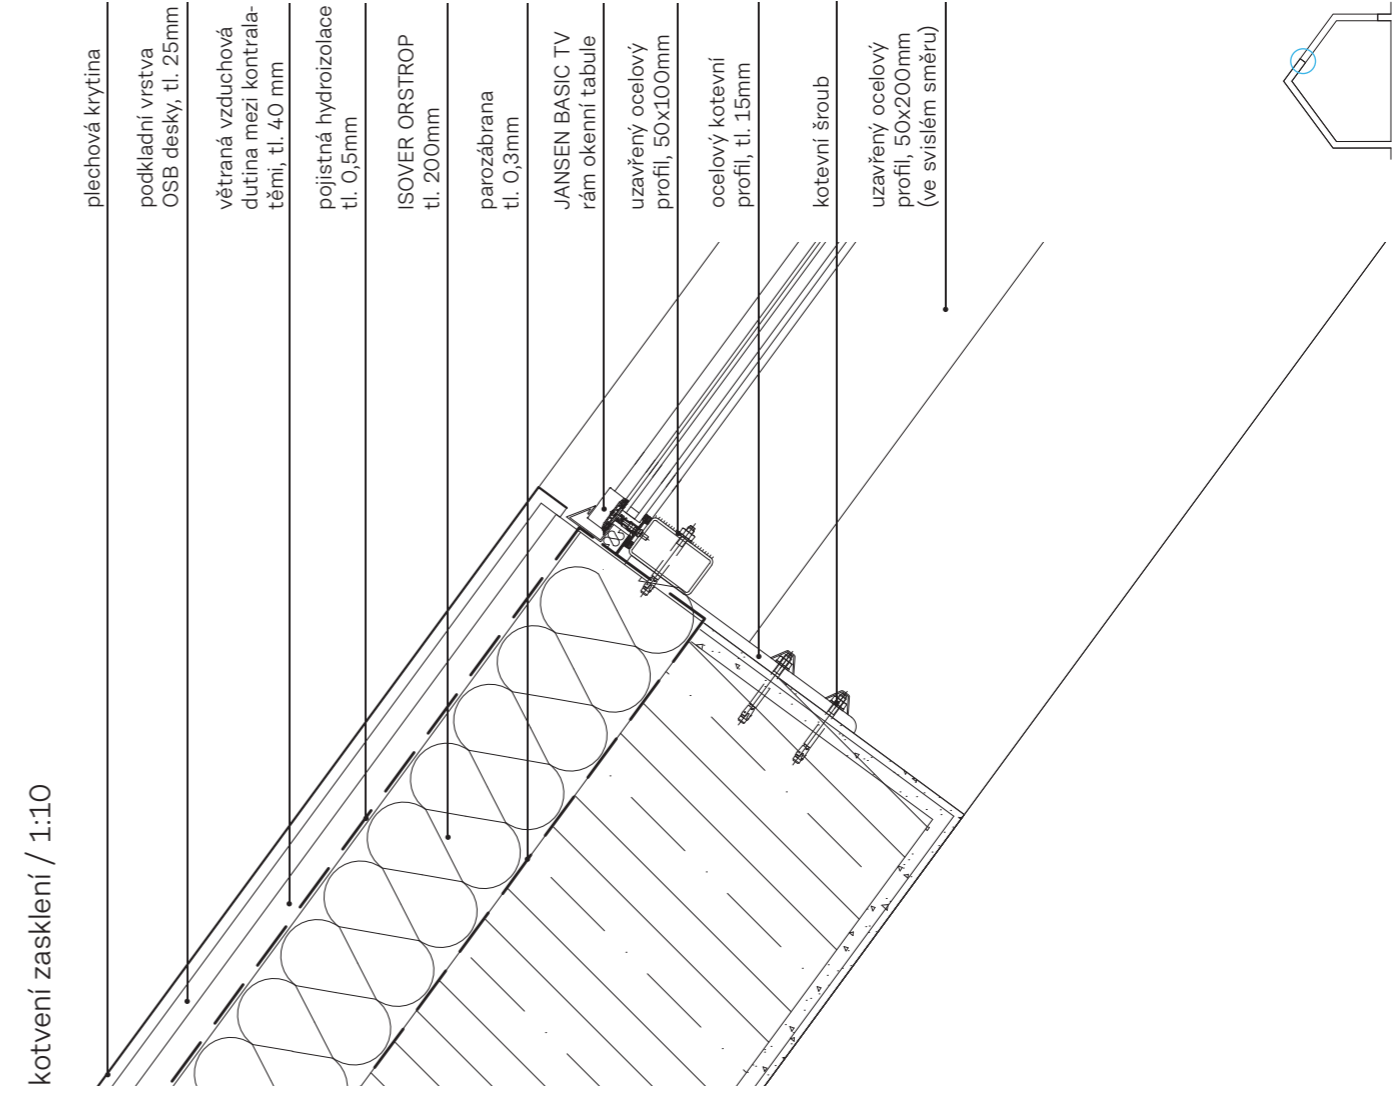 kotvení zasklení / 1:10
plechová krytina
podkladní vrstva
OSB desky, tl. 25mm
větraná vzduchová
dutina mezi kontrala-
těmi, tl. 40 mm
pojistná hydroizolace
tl. 0,5mm
ISOVER ORSTROP
tl. 200mm
parozábrana
tl. 0,3mm
JANSEN BASIC TV
rám okenní tabule
uzavřený ocelový
profil, 50x100mm
ocelový kotevní
profil, tl. 15mm
kotevní šroub
uzavřený ocelový
profil, 50x200mm
(ve svislém směru)